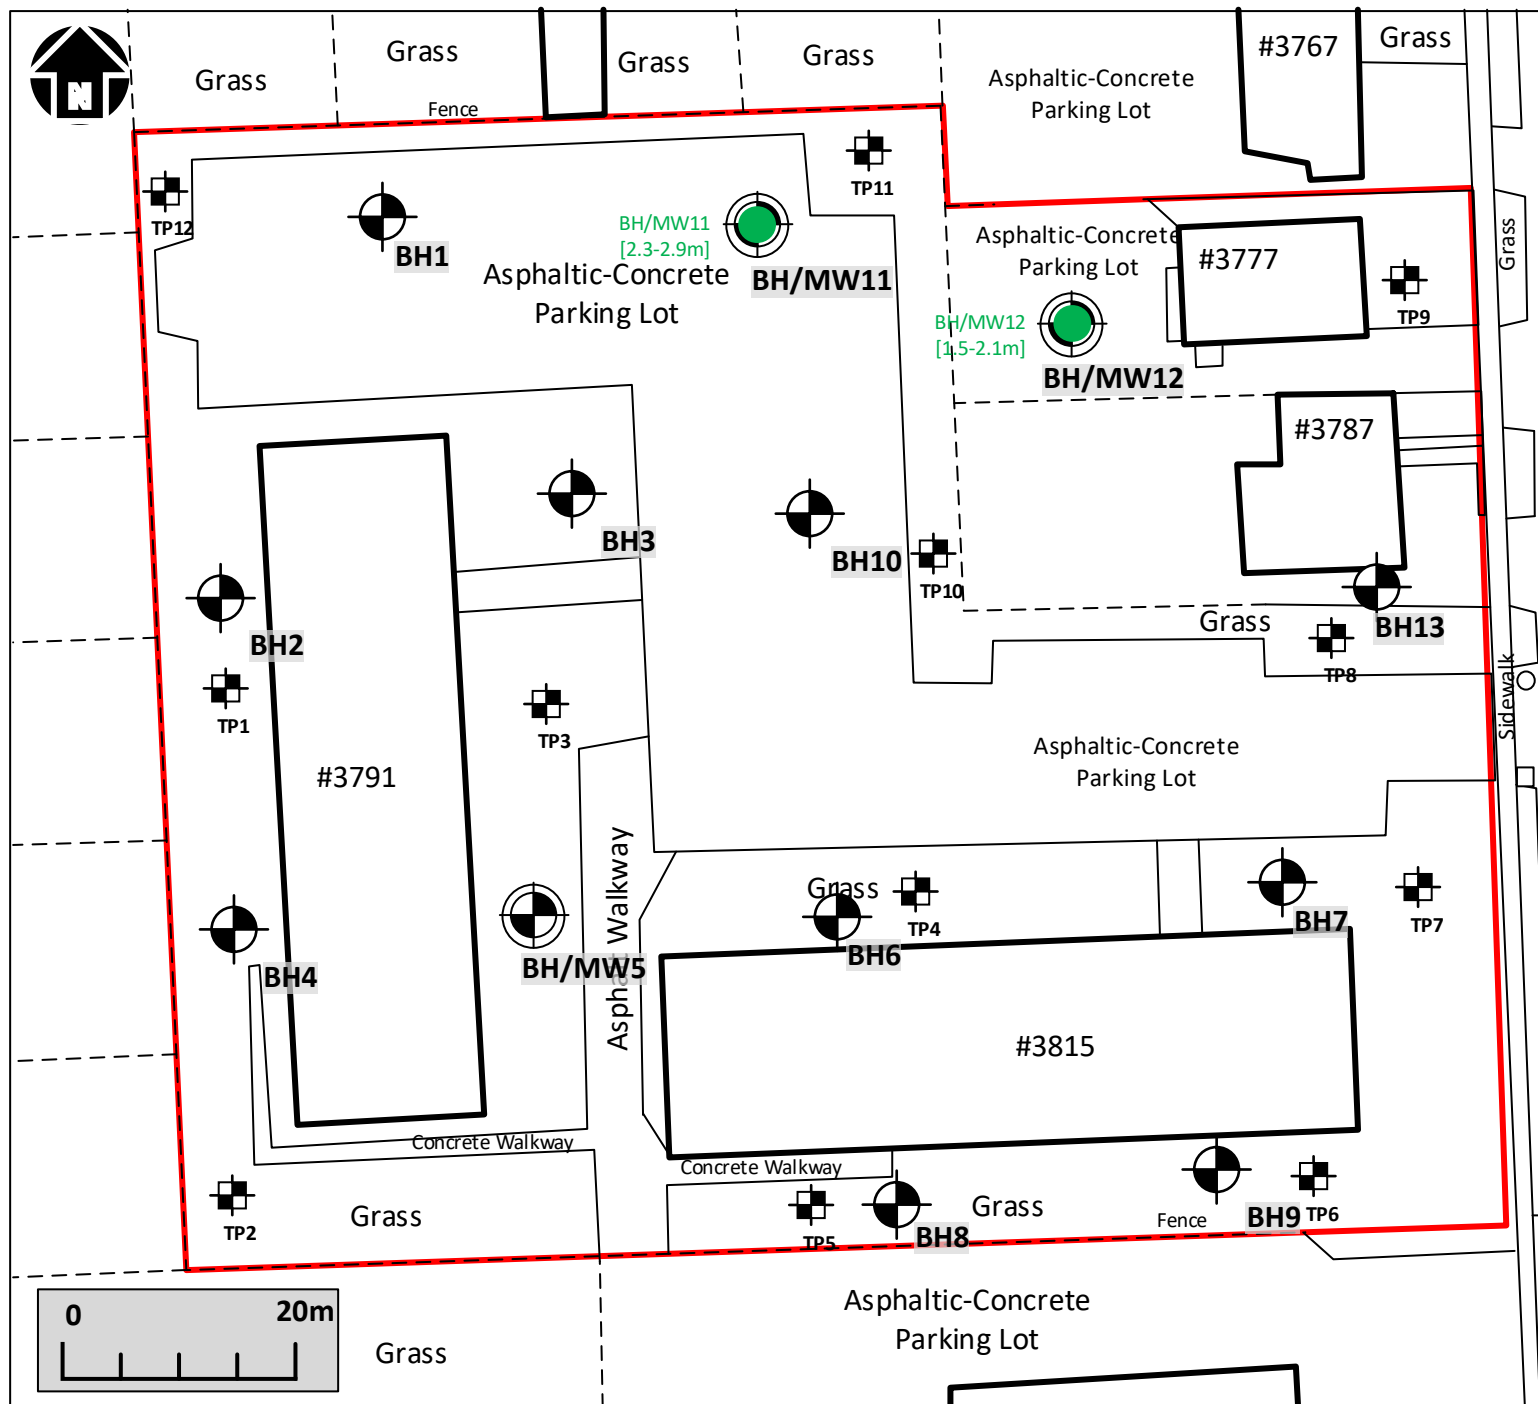 N
Grass
Grass
Grass
Grass
Fence
Asphaltic-Concrete
Parking Lot
#3767
Grass
TP12
BH1
BH/MW11
[2.3-2.9m]
BH/MW11
TP11
Asphaltic-Concrete
Parking Lot
Asphaltic-Concrete
Parking Lot
#3777
TP9
Grass
BH/MW12
[1.5-2.1m]
BH/MW12
#3787
BH3
BH10
TP10
BH2
BH13
Grass
TP8
Sidewalk
TP1
TP3
#3791
Asphaltic-Concrete
Parking Lot
Asphalt Walkway
Grass
TP4
BH6
BH7
TP7
BH4
BH/MW5
#3815
Concrete Walkway
Concrete Walkway
TP2
Grass
TP5
BH8
Grass
Fence
BH9
TP6
0
20m
Grass
Asphaltic-Concrete
Parking Lot